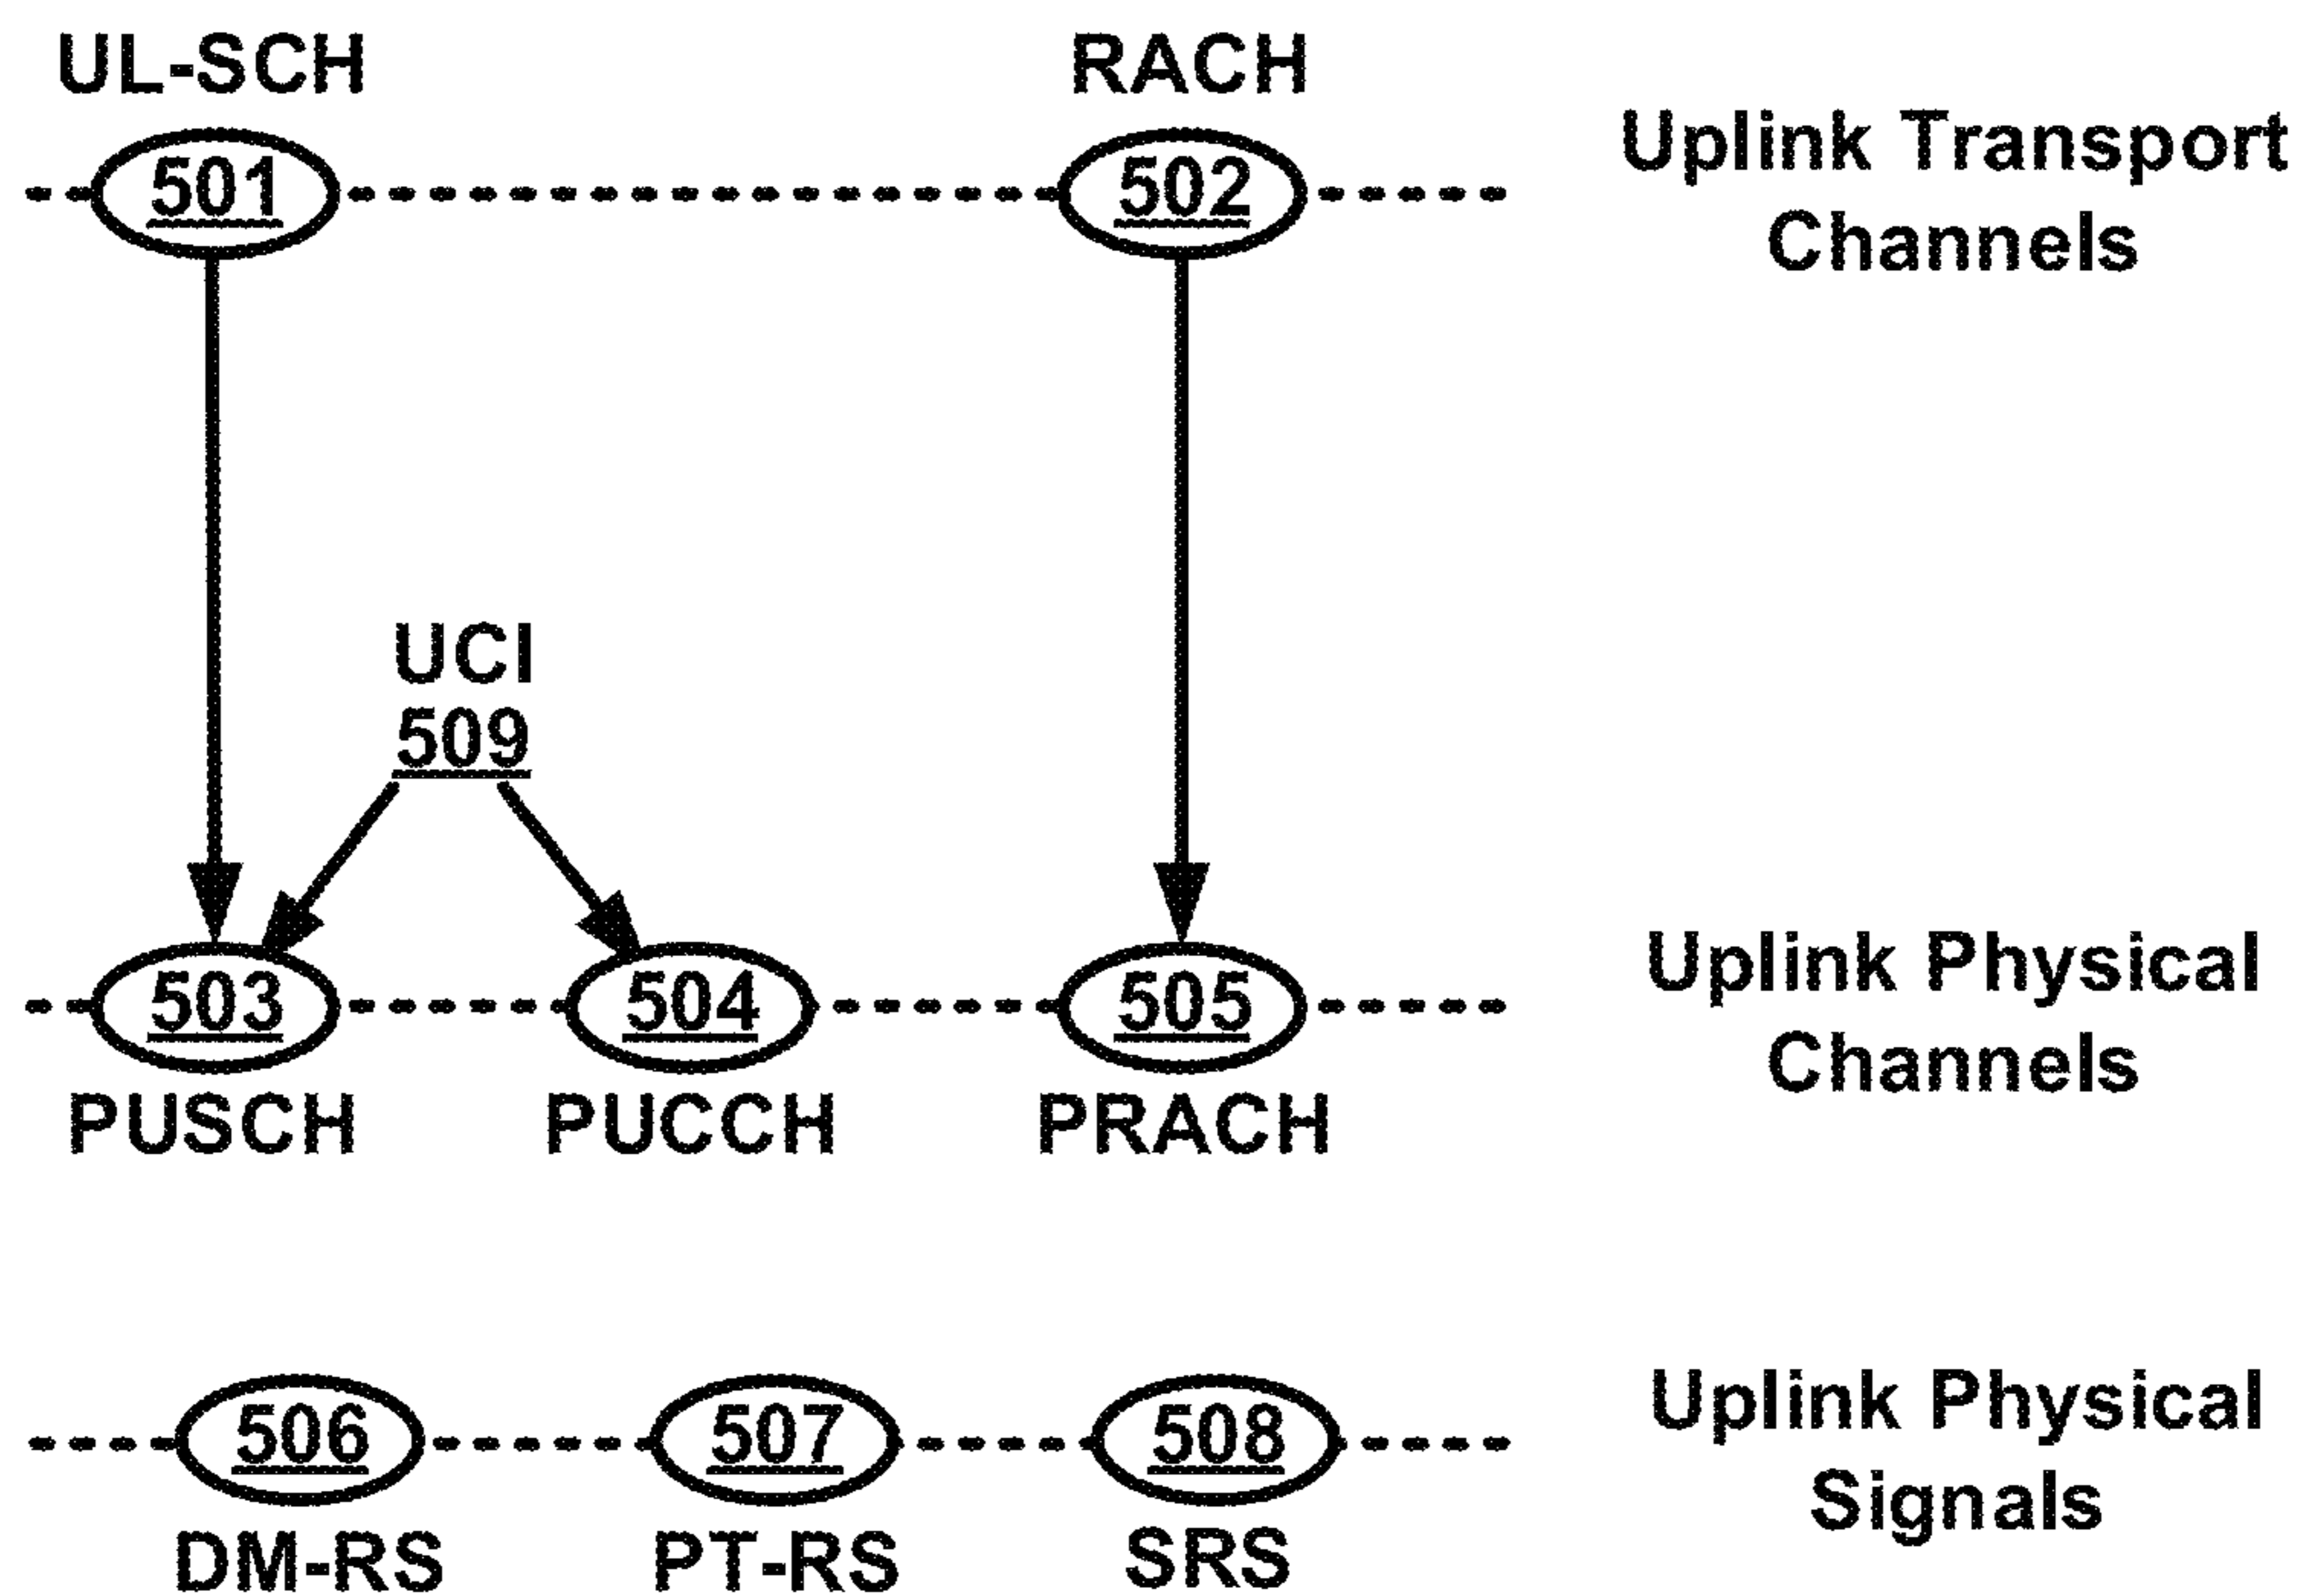 UL-SCH
RACH
501
502
Uplink Transport
Channels
UCI
509
503
504
505
Uplink Physical
Channels
PUSCH
PUCCH
PRACH
506
507
508
Uplink Physical
Signals
DM-RS
PT-RS
SRS